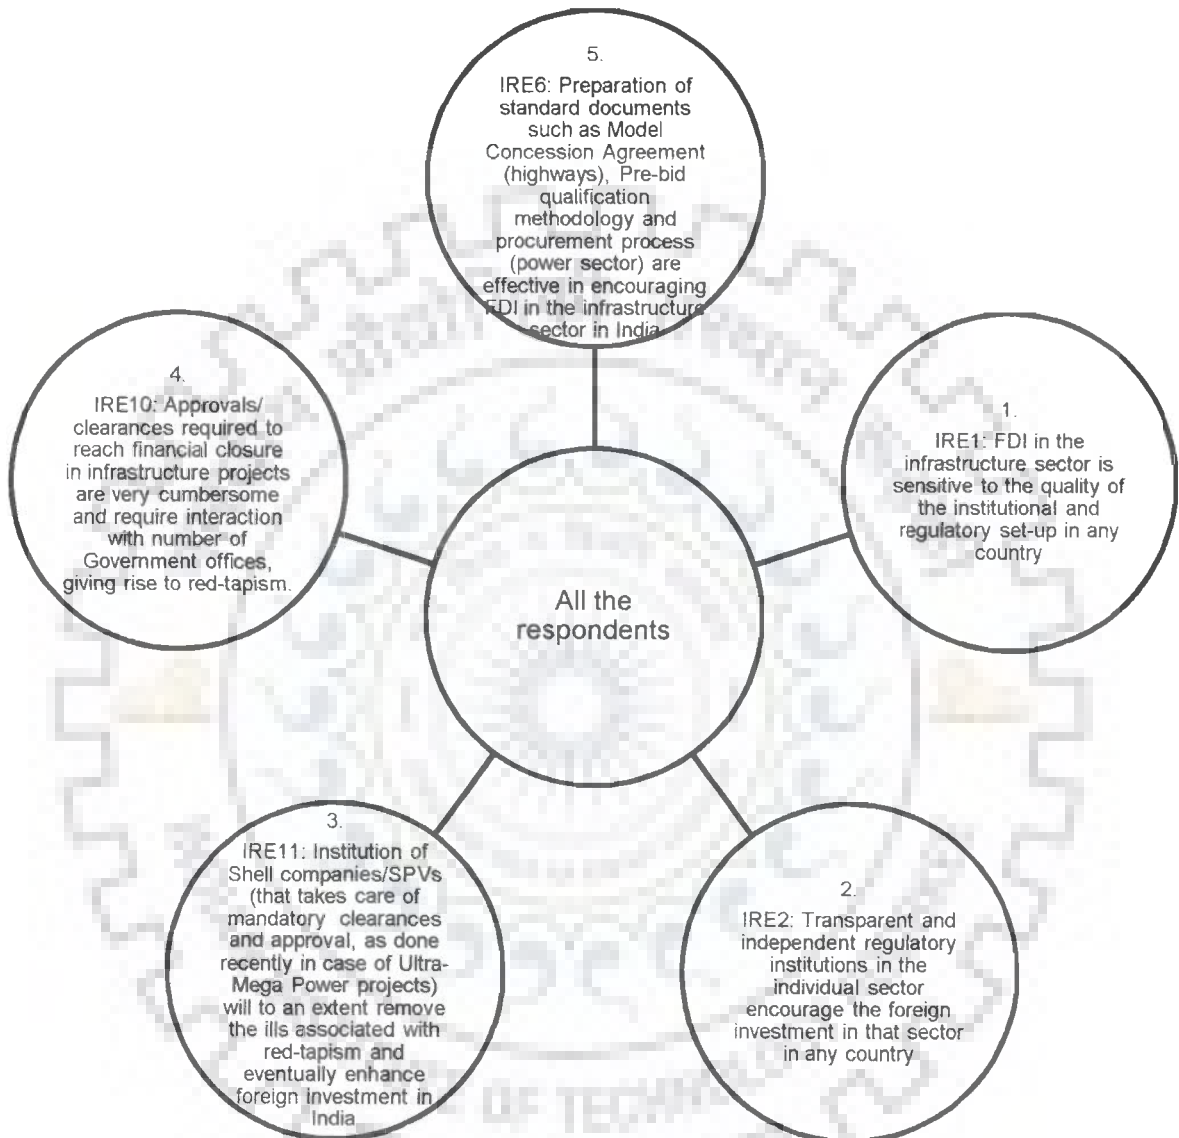 5.
IRE6: Preparation of
standard documents
such as Model
Concession Agreement
(highways), Pre-bid
qualification
methodology and
procurement process
(power sector) are
effective in encouraging
FDI in the infrastructure
sector in India
4.
IRE10: Approvals/
clearances required to
reach financial closure
in infrastructure projects
are very cumbersome
and require interaction
with number of
Government offices,
giving rise to red-tapism.
1.
IRE1: FDI in the
infrastructure sector is
sensitive to the quality of
the institutional and
regulatory set-up in any
country
All the
respondents
3.
IRE11: Institution of
Shell companies/SPVs
(that takes care of
mandatory clearances
and approval, as done
recently in case of Ultra-
Mega Power projects)
will to an extent remove
the ills associated with
red-tapism and
eventually enhance
foreign investment in
India
2.
IRE2: Transparent and
independent regulatory
institutions in the
individual sector
encourage the foreign
investment in that sector
in any country
OF TECHNOLOGY